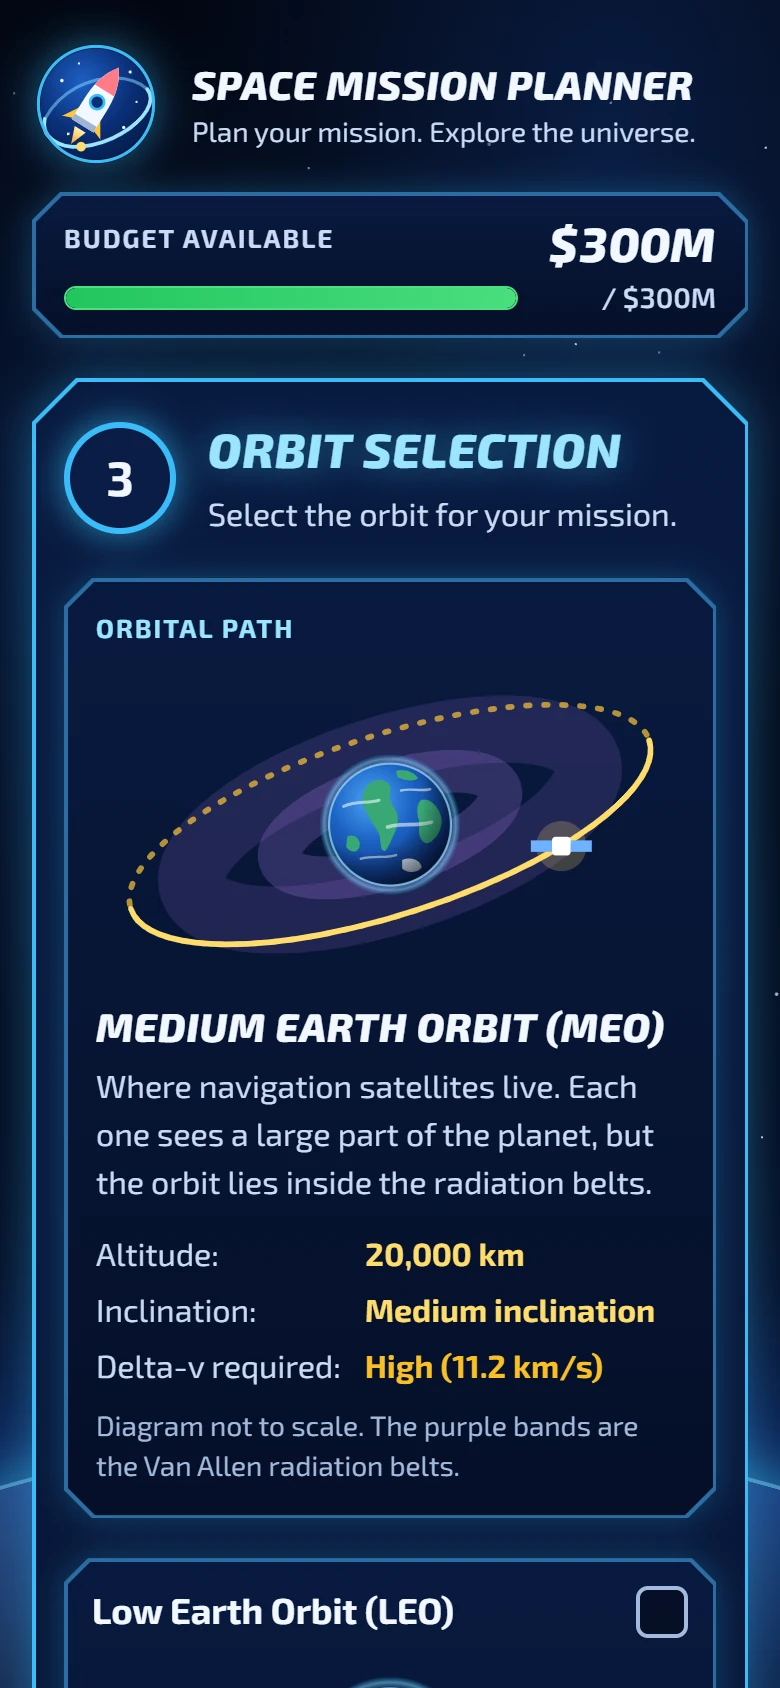 SPACE MISSION PLANNER
Plan your mission. Explore the universe.
BUDGET AVAILABLE
$300M
/ $300M
3
ORBIT SELECTION
Select the orbit for your mission.
ORBITAL PATH
MEDIUM EARTH ORBIT (MEO)
Where navigation satellites live. Each
one sees a large part of the planet, but
the orbit lies inside the radiation belts.
Altitude: 20,000 km
Inclination: Medium inclination
Delta-v required: High (11.2 km/s)
Diagram not to scale. The purple bands are
the Van Allen radiation belts.
Low Earth Orbit (LEO)